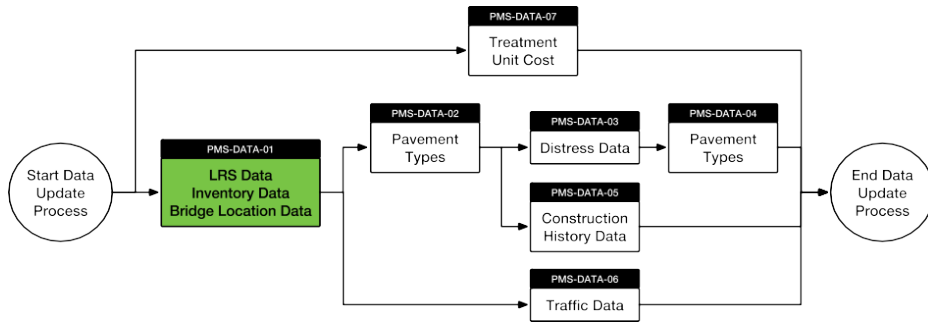 PMS-DATA-07
Treatment
Unit Cost
PMS-DATA-02
Pavement
Types
PMS-DATA-03
Distress Data
PMS-DATA-04
Pavement
Types
PMS-DATA-01
LRS Data
Inventory Data
Bridge Location Data
Start Data
Update
Process
PMS-DATA-05
Construction
History Data
End Data
Update
Process
PMS-DATA-06
Traffic Data